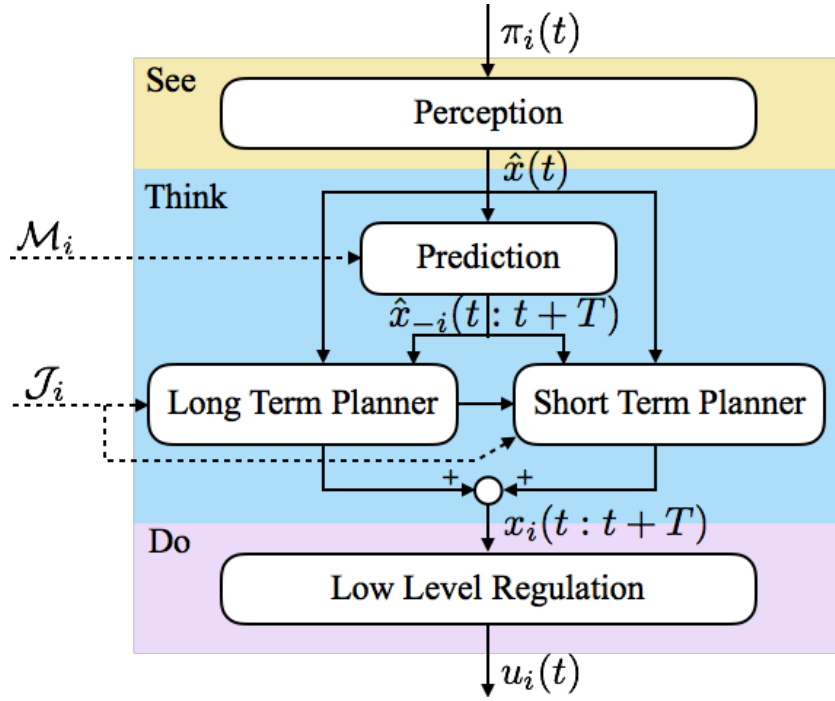 π_i(t)
See
Perception
x̂(t)
Think
ℳ_i
Prediction
x̂_{−i}(t : t + T)
𝒥_i
Long Term Planner
Short Term Planner
+ +
x_i(t : t + T)
Do
Low Level Regulation
u_i(t)